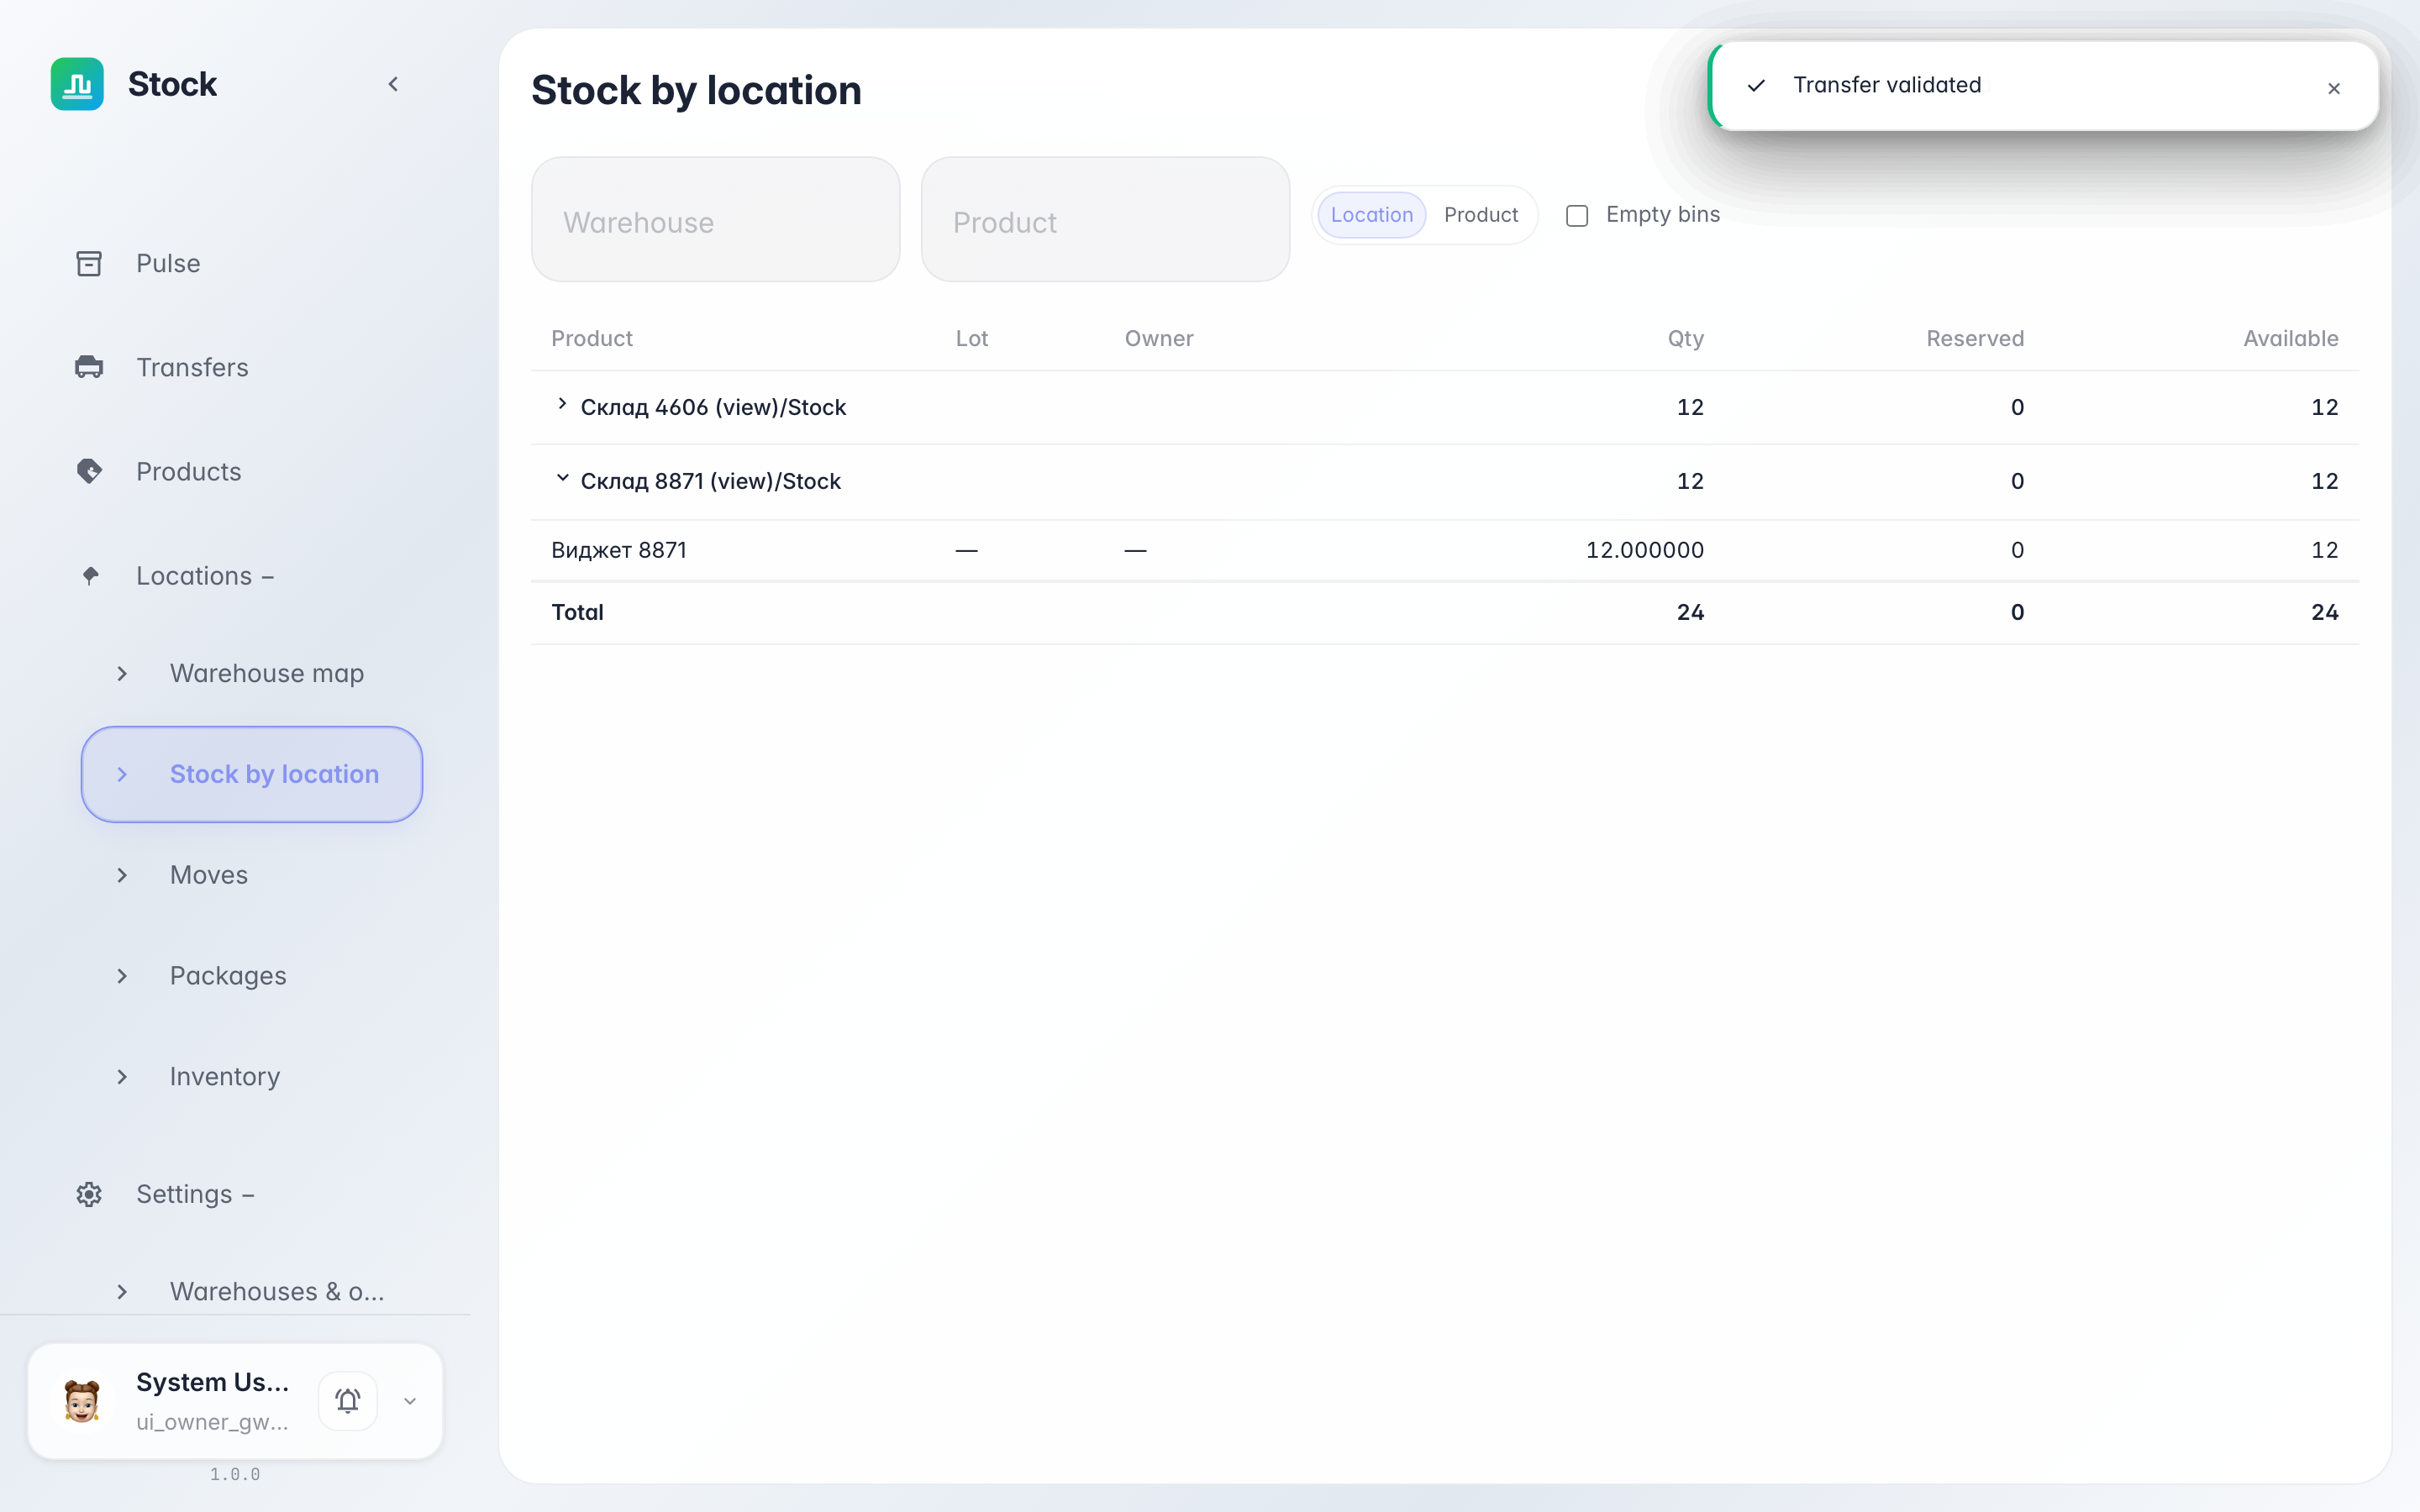 Stock
Pulse
Transfers
Products
Locations –
Warehouse map
Stock by location
Moves
Packages
Inventory
Settings –
Warehouses & o...
System Us...
ui_owner_gw...
1.0.0
Stock by location
Transfer validated
Warehouse
Product
Location Product
Empty bins
Product Lot Owner Qty Reserved Available
Склад 4606 (view)/Stock 12 0 12
Склад 8871 (view)/Stock 12 0 12
Виджет 8871 — — 12.000000 0 12
Total 24 0 24